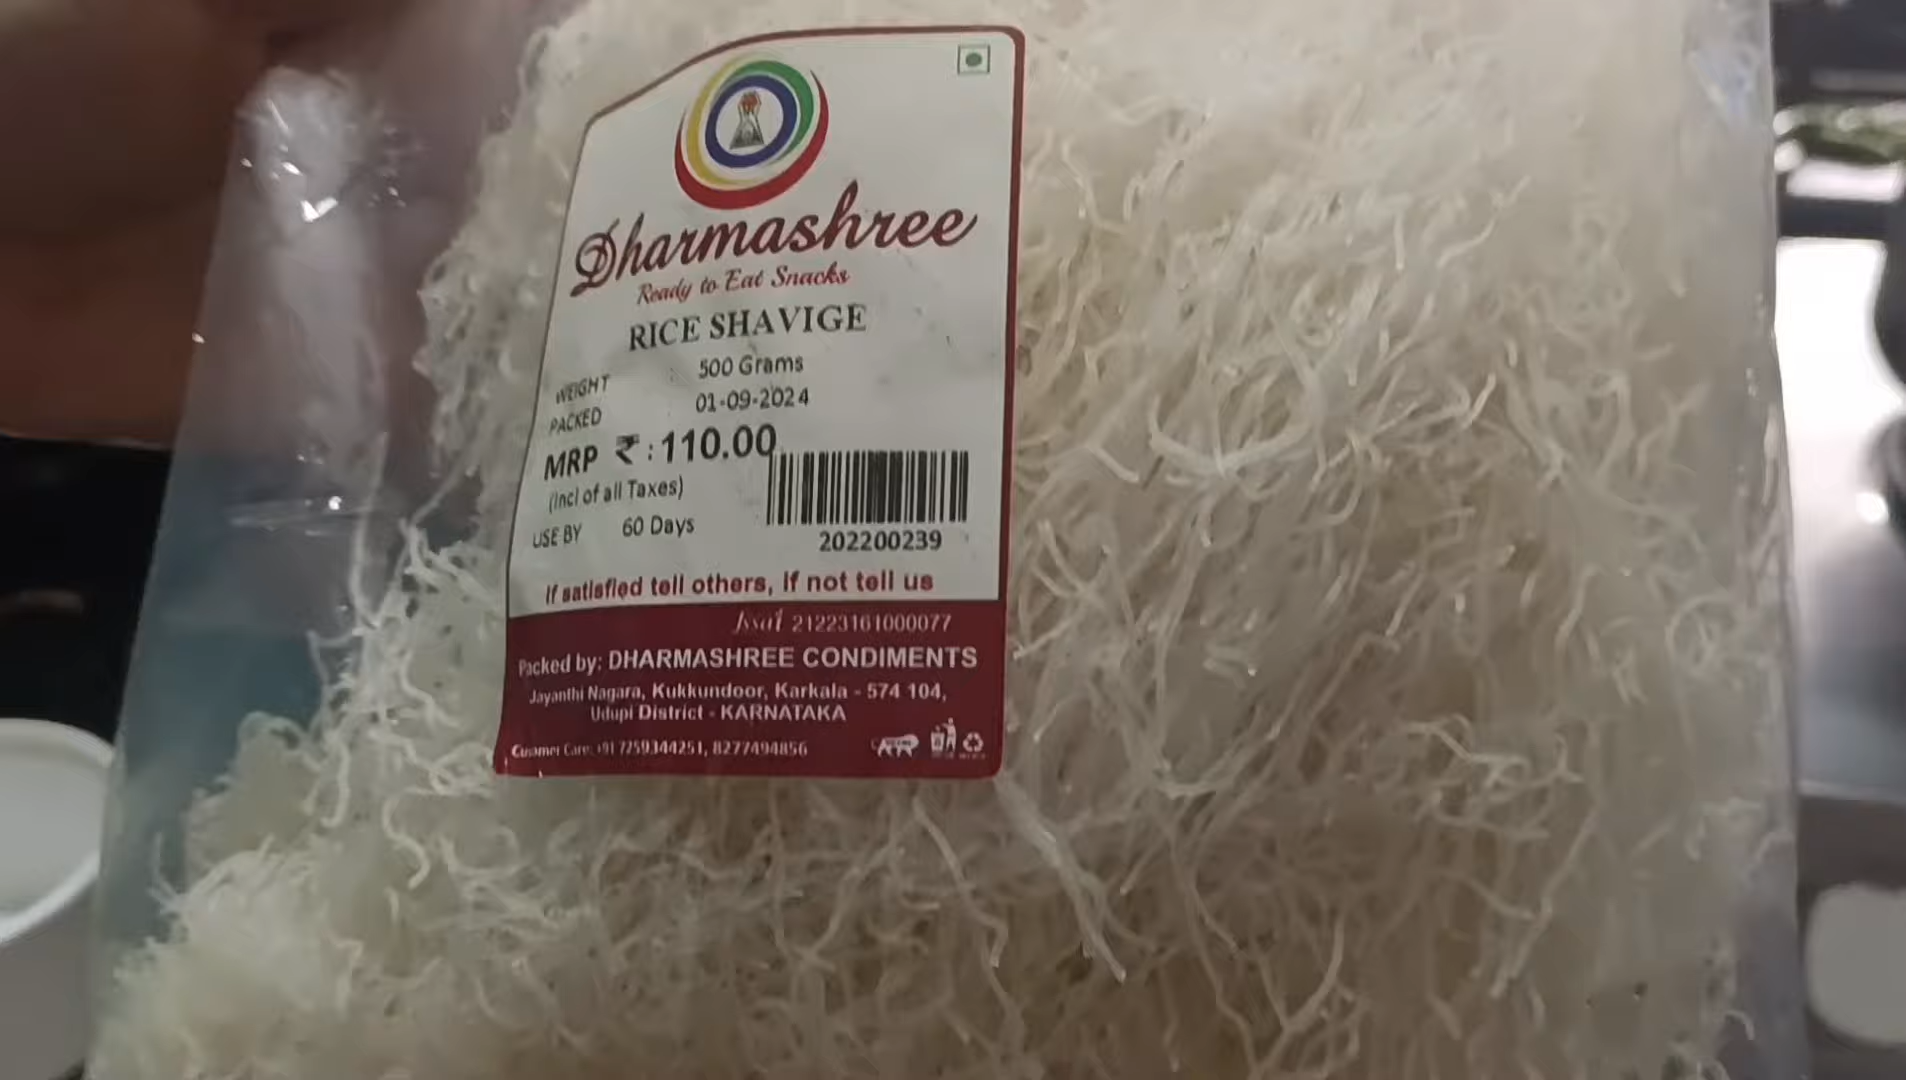 Dharmashree
Ready to Eat Snacks
RICE SHAVIGE
WEIGHT 500 Grams
PACKED 01-09-2024
MRP ₹ : 110.00
(Incl of all Taxes)
USE BY 60 Days
202200239
If satisfied tell others, If not tell us
fssai 21223161000077
Packed by: DHARMASHREE CONDIMENTS
Jayanthi Nagara, Kukkundoor, Karkala - 574 104,
Udupi District - KARNATAKA
Cusomer Care: +91 7259344251, 8277494856